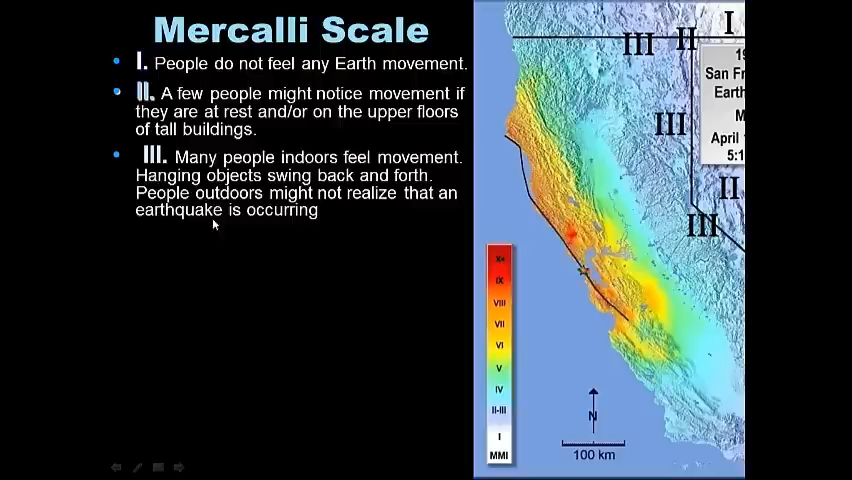 Mercalli Scale
I. People do not feel any Earth movement.
II. A few people might notice movement if
they are at rest and/or on the upper floors
of tall buildings.
III. Many people indoors feel movement.
Hanging objects swing back and forth.
People outdoors might not realize that an
earthquake is occurring
I
III
II
19
San Fr
Earth
M
April
5:1
III
II
III
X+
IX
VIII
VII
VI
V
IV
II-III
I
MMI
N
100 km